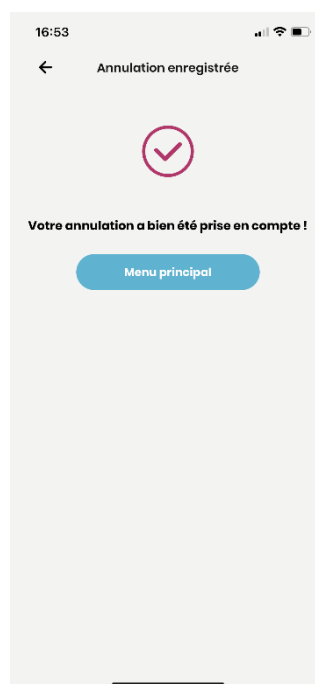 16:53
Annulation enregistrée
Votre annulation a bien été prise en compte !
Menu principal